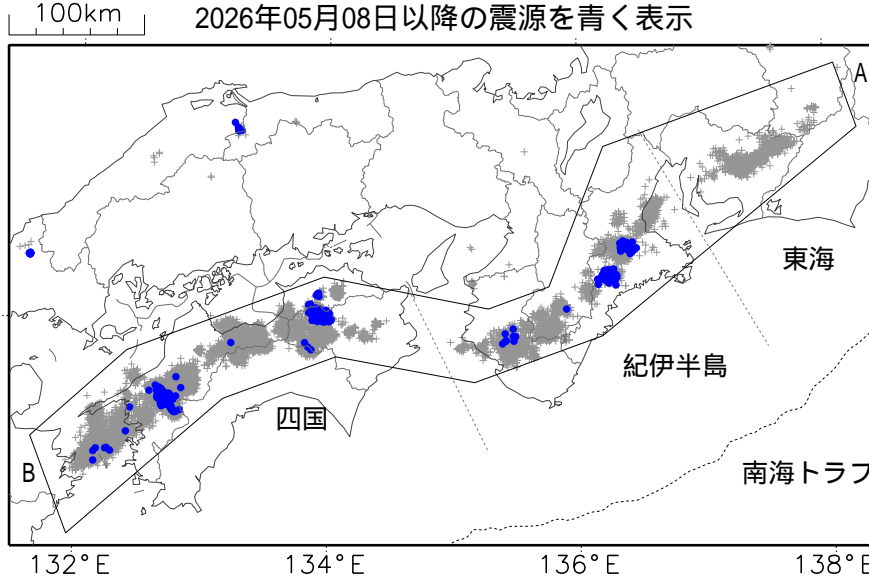 100km
2026年05月08日以降の震源を青く表示
A
東海
紀伊半島
四国
B
南海トラフ
132°E
134°E
136°E
138°E